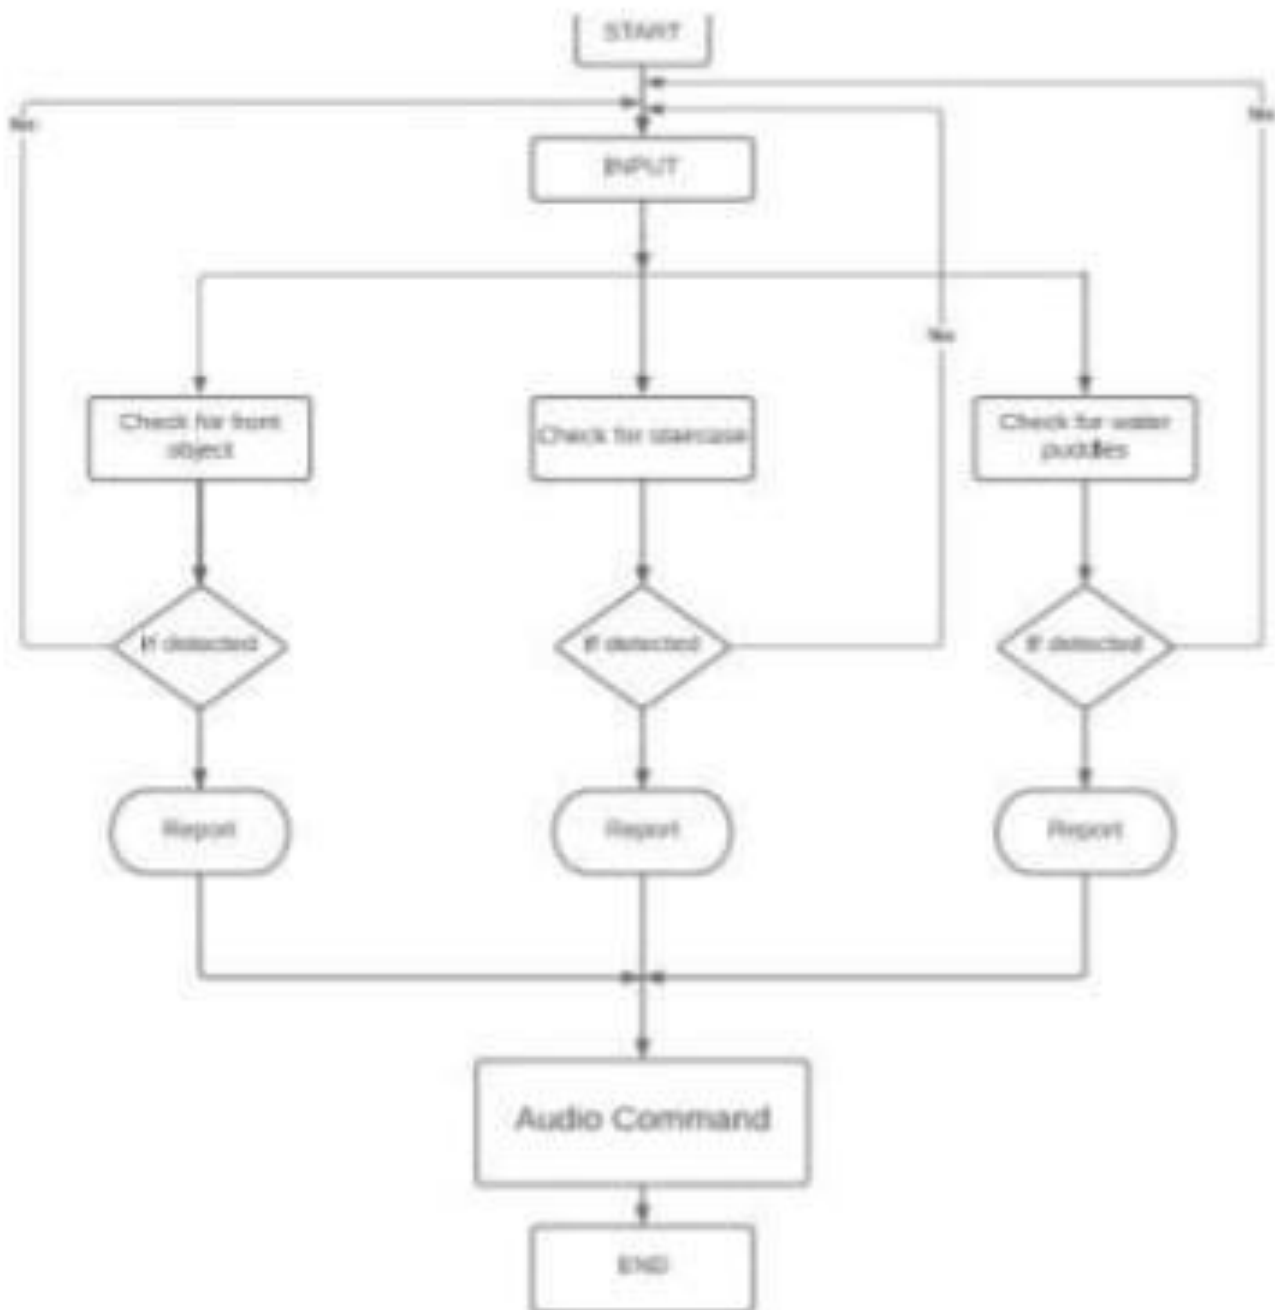 START
No
No
INPUT
No
Check for front
object
Check for staircase
Check for water
puddles
If detected
If detected
If detected
Report
Report
Report
Audio Command
END